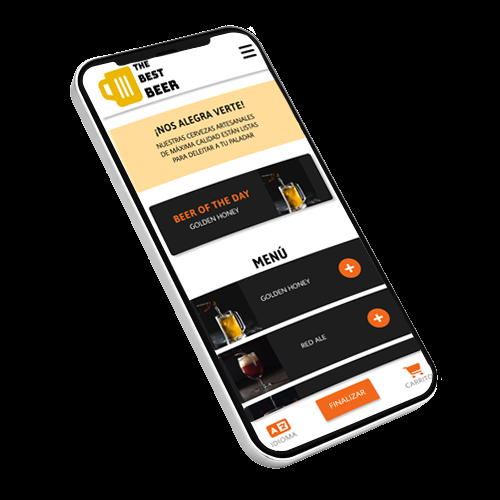 THE
BEST
BEER
¡NOS ALEGRA VERTE!
NUESTRAS CERVEZAS ARTESANALES
DE MÁXIMA CALIDAD ESTÁN LISTAS
PARA DELEITAR A TU PALADAR
BEER OF THE DAY
GOLDEN HONEY
MENÚ
GOLDEN HONEY
+
RED ALE
+
AZ
IDIOMA
FINALIZAR
CARRITO